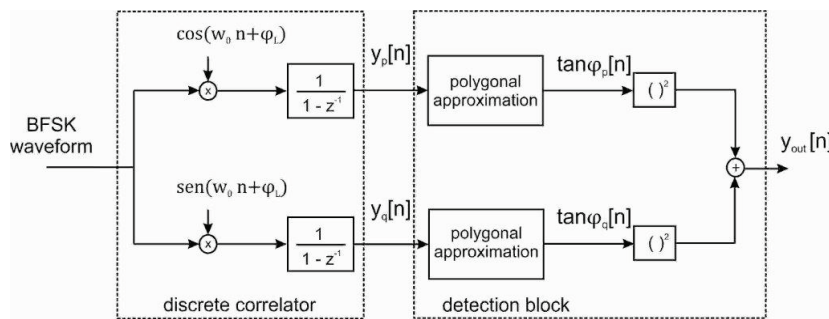 cos(w₀ n+φL)
yp[n]
tanφp[n]
x
1
1 - z⁻¹
polygonal
approximation
( )²
BFSK
waveform
yout[n]
+
sen(w₀ n+φL)
yq[n]
tanφq[n]
x
1
1 - z⁻¹
polygonal
approximation
( )²
discrete correlator
detection block